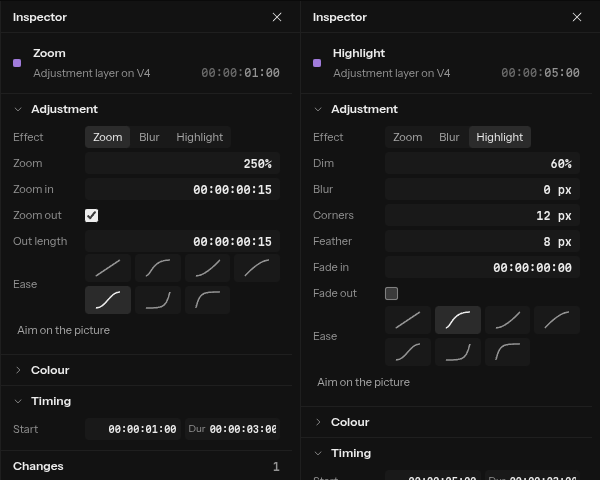 Inspector
Zoom
Adjustment layer on V4
00:00:01:00
Adjustment
Effect
Zoom Blur Highlight
Zoom
250%
Zoom in
00:00:00:15
Zoom out
Out length
00:00:00:15
Ease
Aim on the picture
Colour
Timing
Start
00:00:01:00
Dur 00:00:03:00
Changes
1
Inspector
Highlight
Adjustment layer on V4
00:00:05:00
Adjustment
Effect
Zoom Blur Highlight
Dim
60%
Blur
0 px
Corners
12 px
Feather
8 px
Fade in
00:00:00:00
Fade out
Ease
Aim on the picture
Colour
Timing